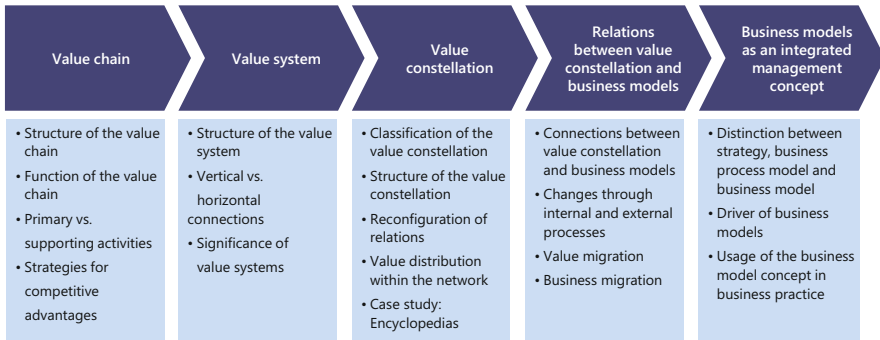 Value chain
Value system
Value
constellation
Relations
between value
constellation and
business models
Business models
as an integrated
management
concept
• Structure of the value
chain
• Function of the value
chain
• Primary vs.
supporting activities
• Strategies for
competitive
advantages
• Structure of the value
system
• Vertical vs.
horizontal
connections
• Significance of
value systems
• Classification of the
value constellation
• Structure of the value
constellation
• Reconfiguration of
relations
• Value distribution
within the network
• Case study:
Encyclopedias
• Connections between
value constellation
and business models
• Changes through
internal and external
processes
• Value migration
• Business migration
• Distinction between
strategy, business
process model and
business model
• Driver of business
models
• Usage of the business
model concept in
business practice